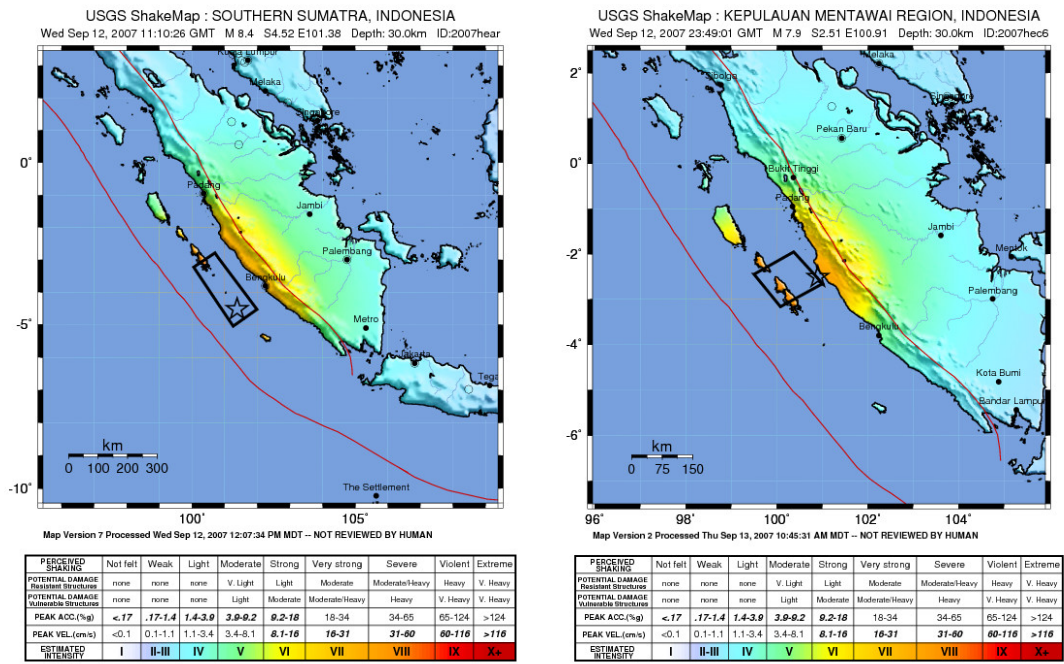 USGS ShakeMap : SOUTHERN SUMATRA, INDONESIA
Wed Sep 12, 2007 11:10:26 GMT M 8.4 S4.52 E101.38 Depth: 30.0km ID:2007hear
Kuala Lumpur
Melaka
Singapore
0°
Padang
Jambi
Palembang
Bengkulu
-5°
Metro
Jakarta
Tega
km
0 100 200 300
The Settlement
-10°
100° 105°
Map Version 7 Processed Wed Sep 12, 2007 12:07:34 PM MDT -- NOT REVIEWED BY HUMAN
PERCEIVED SHAKING Not felt Weak Light Moderate Strong Very strong Severe Violent Extreme
POTENTIAL DAMAGE Resistant Structures none none none V. Light Light Moderate Moderate/Heavy Heavy V. Heavy
POTENTIAL DAMAGE Vulnerable Structures none none none Light Moderate Moderate/Heavy Heavy V. Heavy V. Heavy
PEAK ACC.(%g) <.17 .17-1.4 1.4-3.9 3.9-9.2 9.2-18 18-34 34-65 65-124 >124
PEAK VEL.(cm/s) <0.1 0.1-1.1 1.1-3.4 3.4-8.1 8.1-16 16-31 31-60 60-116 >116
ESTIMATED INTENSITY I II-III IV V VI VII VIII IX X+
USGS ShakeMap : KEPULAUAN MENTAWAI REGION, INDONESIA
Wed Sep 12, 2007 23:49:01 GMT M 7.9 S2.51 E100.91 Depth: 30.0km ID:2007hec6
2°
Melaka
Sibolga
Singapore
Pekan Baru
0°
Bukit Tinggi
Padang
Jambi
-2°
Mentok
Palembang
Bengkulu
-4°
Kota Bumi
Bandar Lampu
-6°
km
0 75 150
96° 98° 100° 102° 104°
Map Version 2 Processed Thu Sep 13, 2007 10:45:31 AM MDT -- NOT REVIEWED BY HUMAN
PERCEIVED SHAKING Not felt Weak Light Moderate Strong Very strong Severe Violent Extreme
POTENTIAL DAMAGE Resistant Structures none none none V. Light Light Moderate Moderate/Heavy Heavy V. Heavy
POTENTIAL DAMAGE Vulnerable Structures none none none Light Moderate Moderate/Heavy Heavy V. Heavy V. Heavy
PEAK ACC.(%g) <.17 .17-1.4 1.4-3.9 3.9-9.2 9.2-18 18-34 34-65 65-124 >124
PEAK VEL.(cm/s) <0.1 0.1-1.1 1.1-3.4 3.4-8.1 8.1-16 16-31 31-60 60-116 >116
ESTIMATED INTENSITY I II-III IV V VI VII VIII IX X+